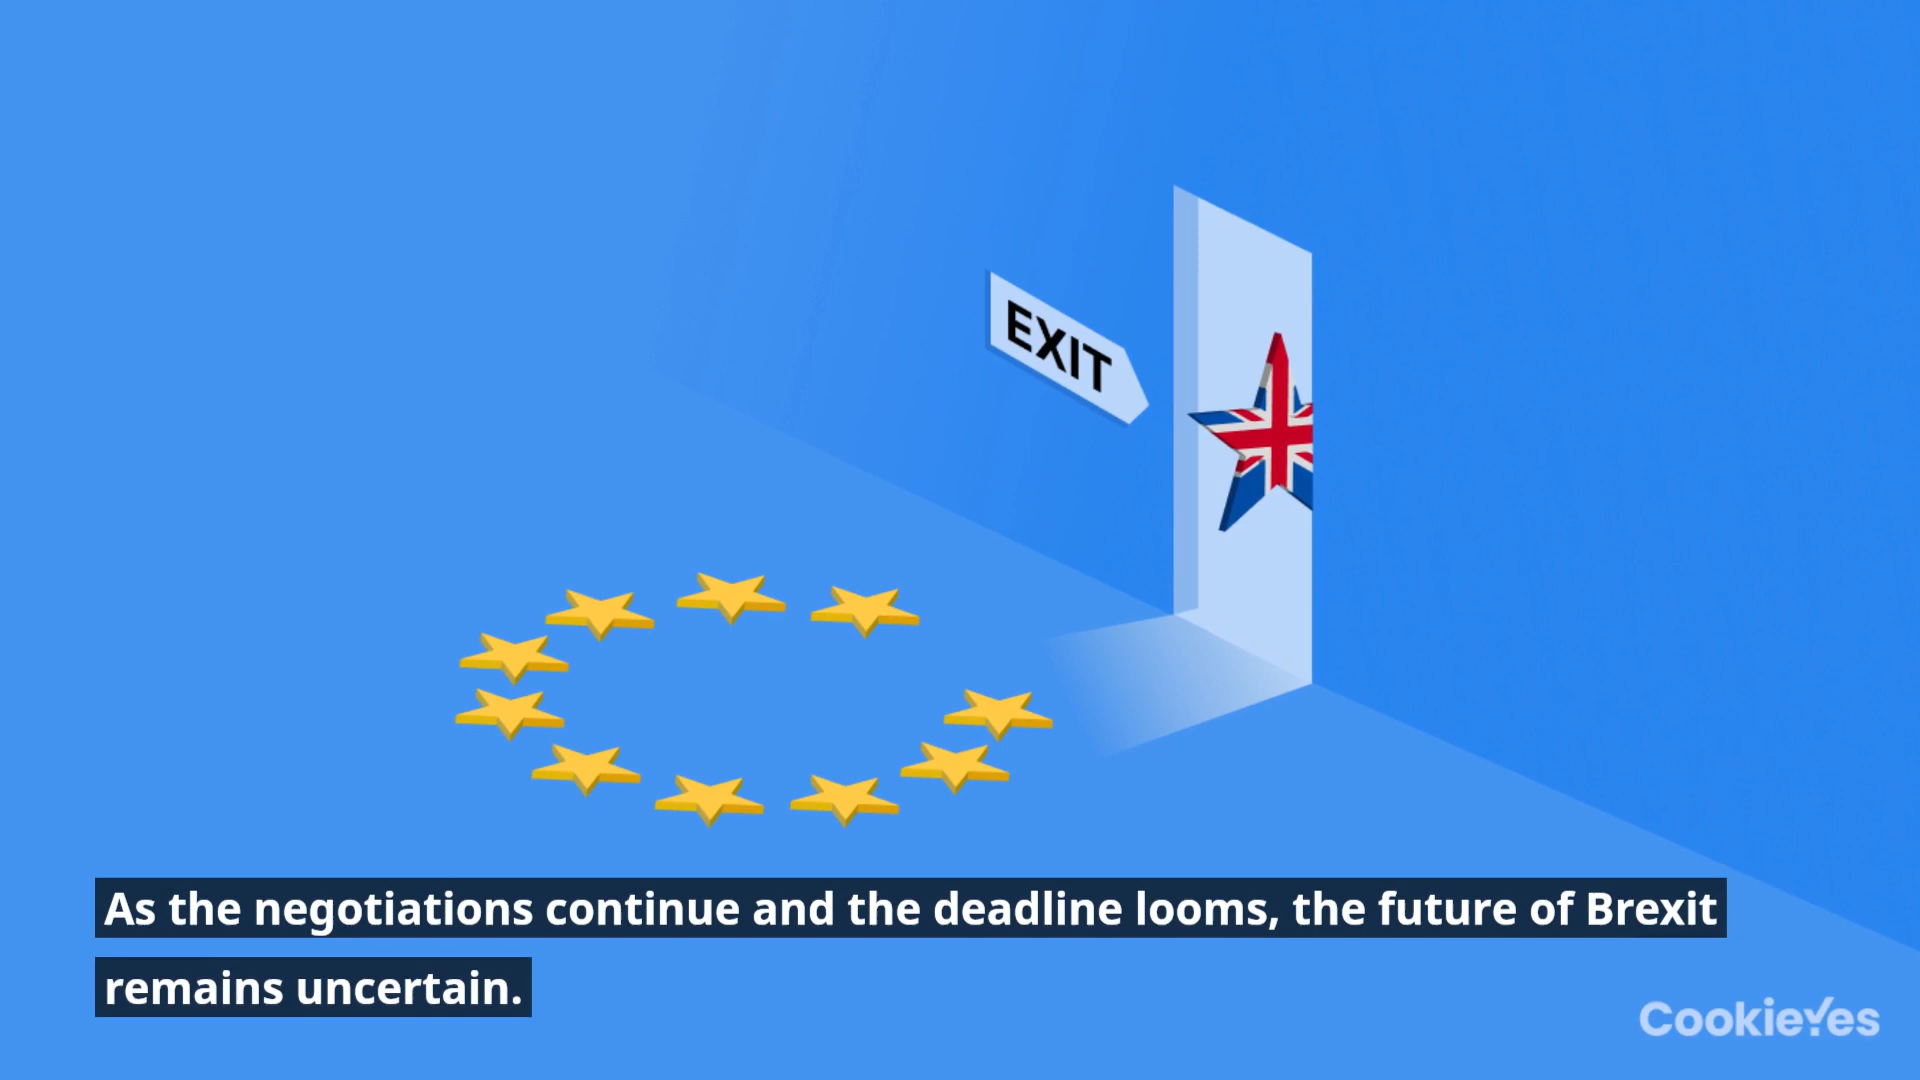 EXIT
As the negotiations continue and the deadline looms, the future of Brexit
remains uncertain.
CookieYes